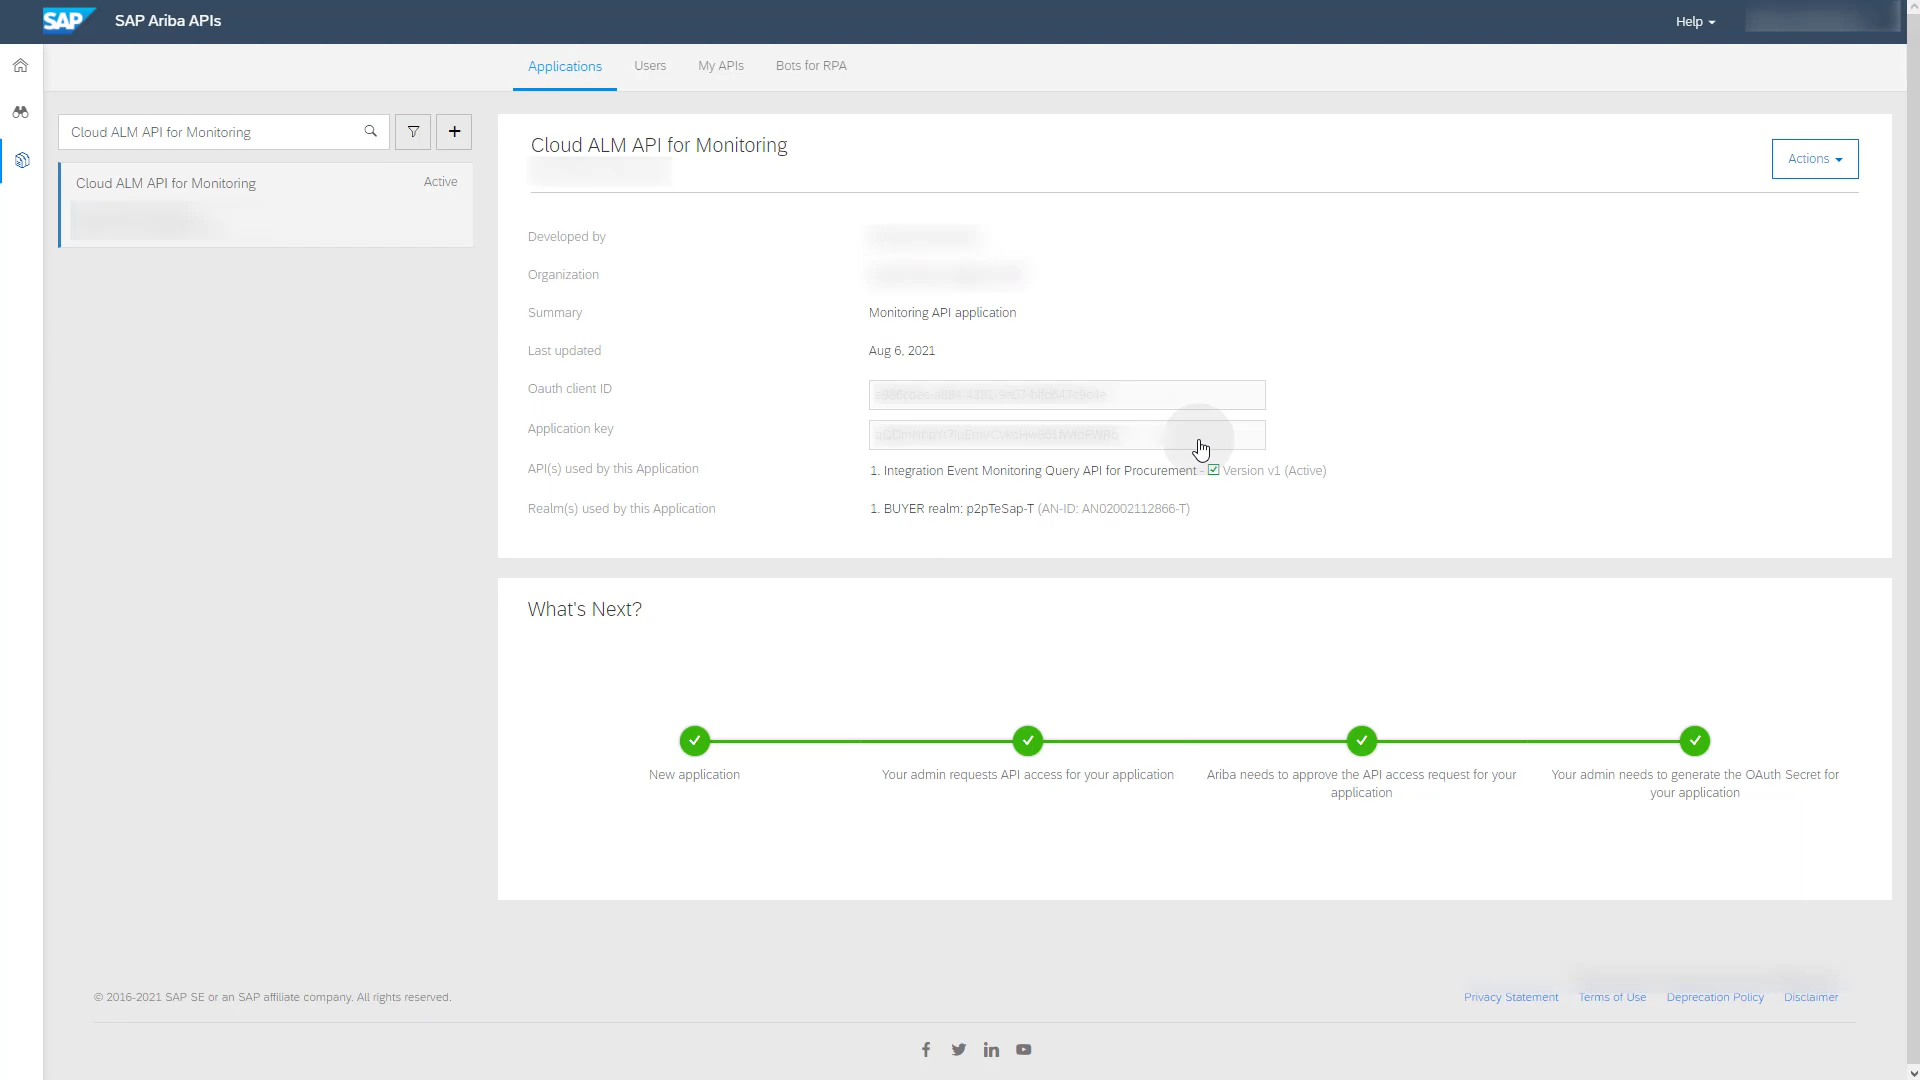 SAP
SAP Ariba APIs
Help
Applications
Users
My APIs
Bots for RPA
Cloud ALM API for Monitoring
Cloud ALM API for Monitoring
Active
Cloud ALM API for Monitoring
Actions
Developed by
Organization
Summary
Monitoring API application
Last updated
Aug 6, 2021
Oauth client ID
Application key
API(s) used by this Application
1. Integration Event Monitoring Query API for Procurement - Version v1 (Active)
Realm(s) used by this Application
1. BUYER realm: p2pTeSap-T (AN-ID: AN02002112866-T)
What's Next?
New application
Your admin requests API access for your application
Ariba needs to approve the API access request for your
application
Your admin needs to generate the OAuth Secret for
your application
© 2016-2021 SAP SE or an SAP affiliate company. All rights reserved.
Privacy Statement
Terms of Use
Deprecation Policy
Disclaimer